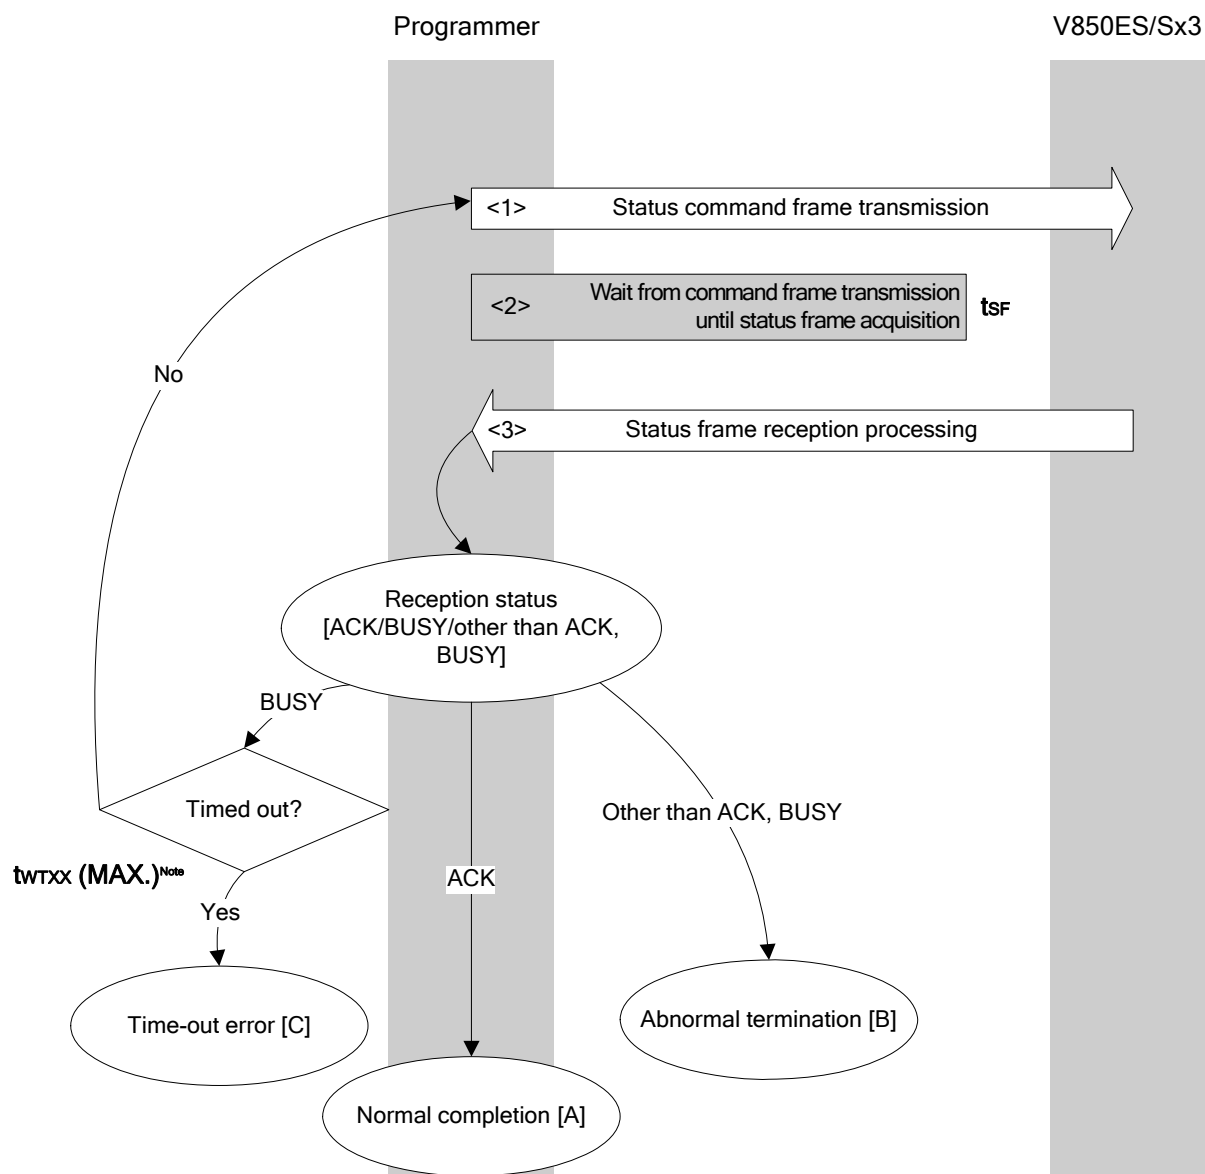 Programmer
V850ES/Sx3
<1> Status command frame transmission
<2> Wait from command frame transmission
until status frame acquisition
tSF
No
<3> Status frame reception processing
Reception status
[ACK/BUSY/other than ACK,
BUSY]
BUSY
Timed out?
Other than ACK, BUSY
tWTXX (MAX.)Note
ACK
Yes
Time-out error [C]
Abnormal termination [B]
Normal completion [A]